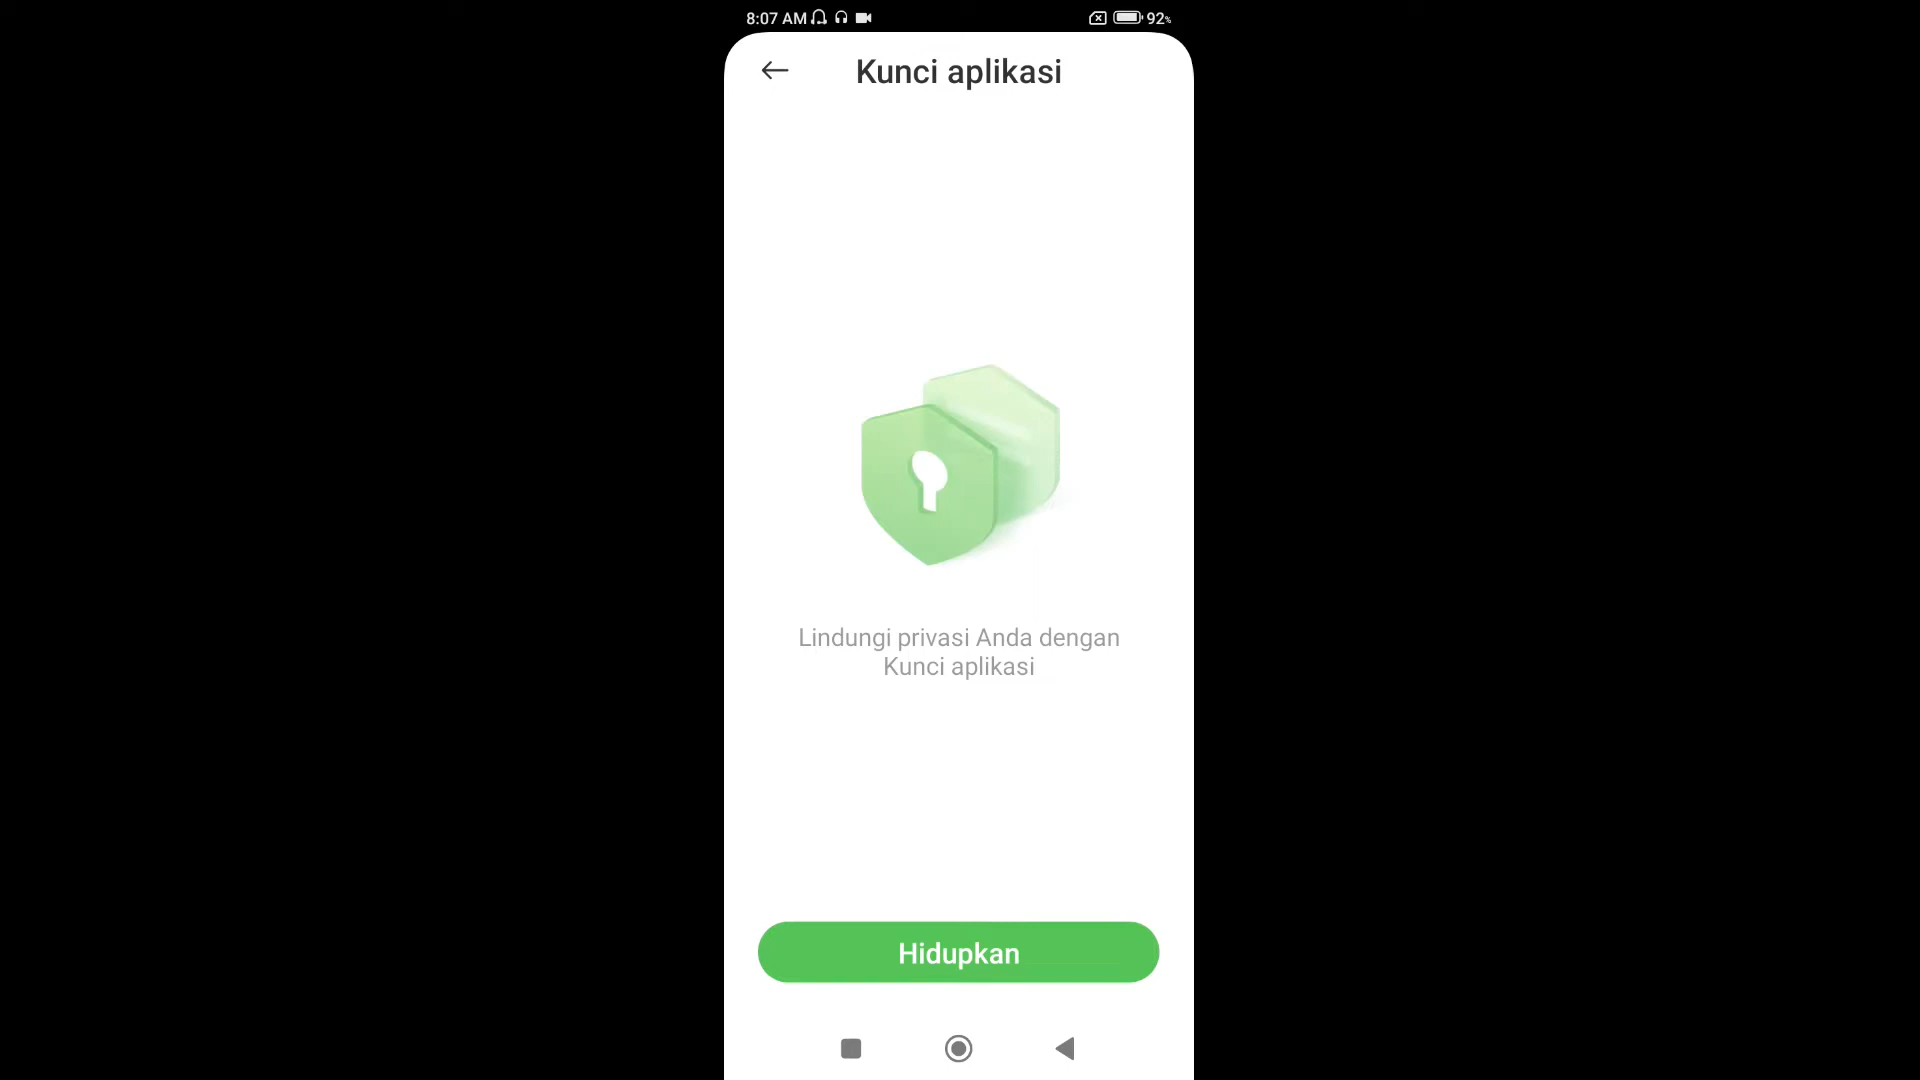 8:07 AM 92%
Kunci aplikasi
Lindungi privasi Anda dengan
Kunci aplikasi
Hidupkan